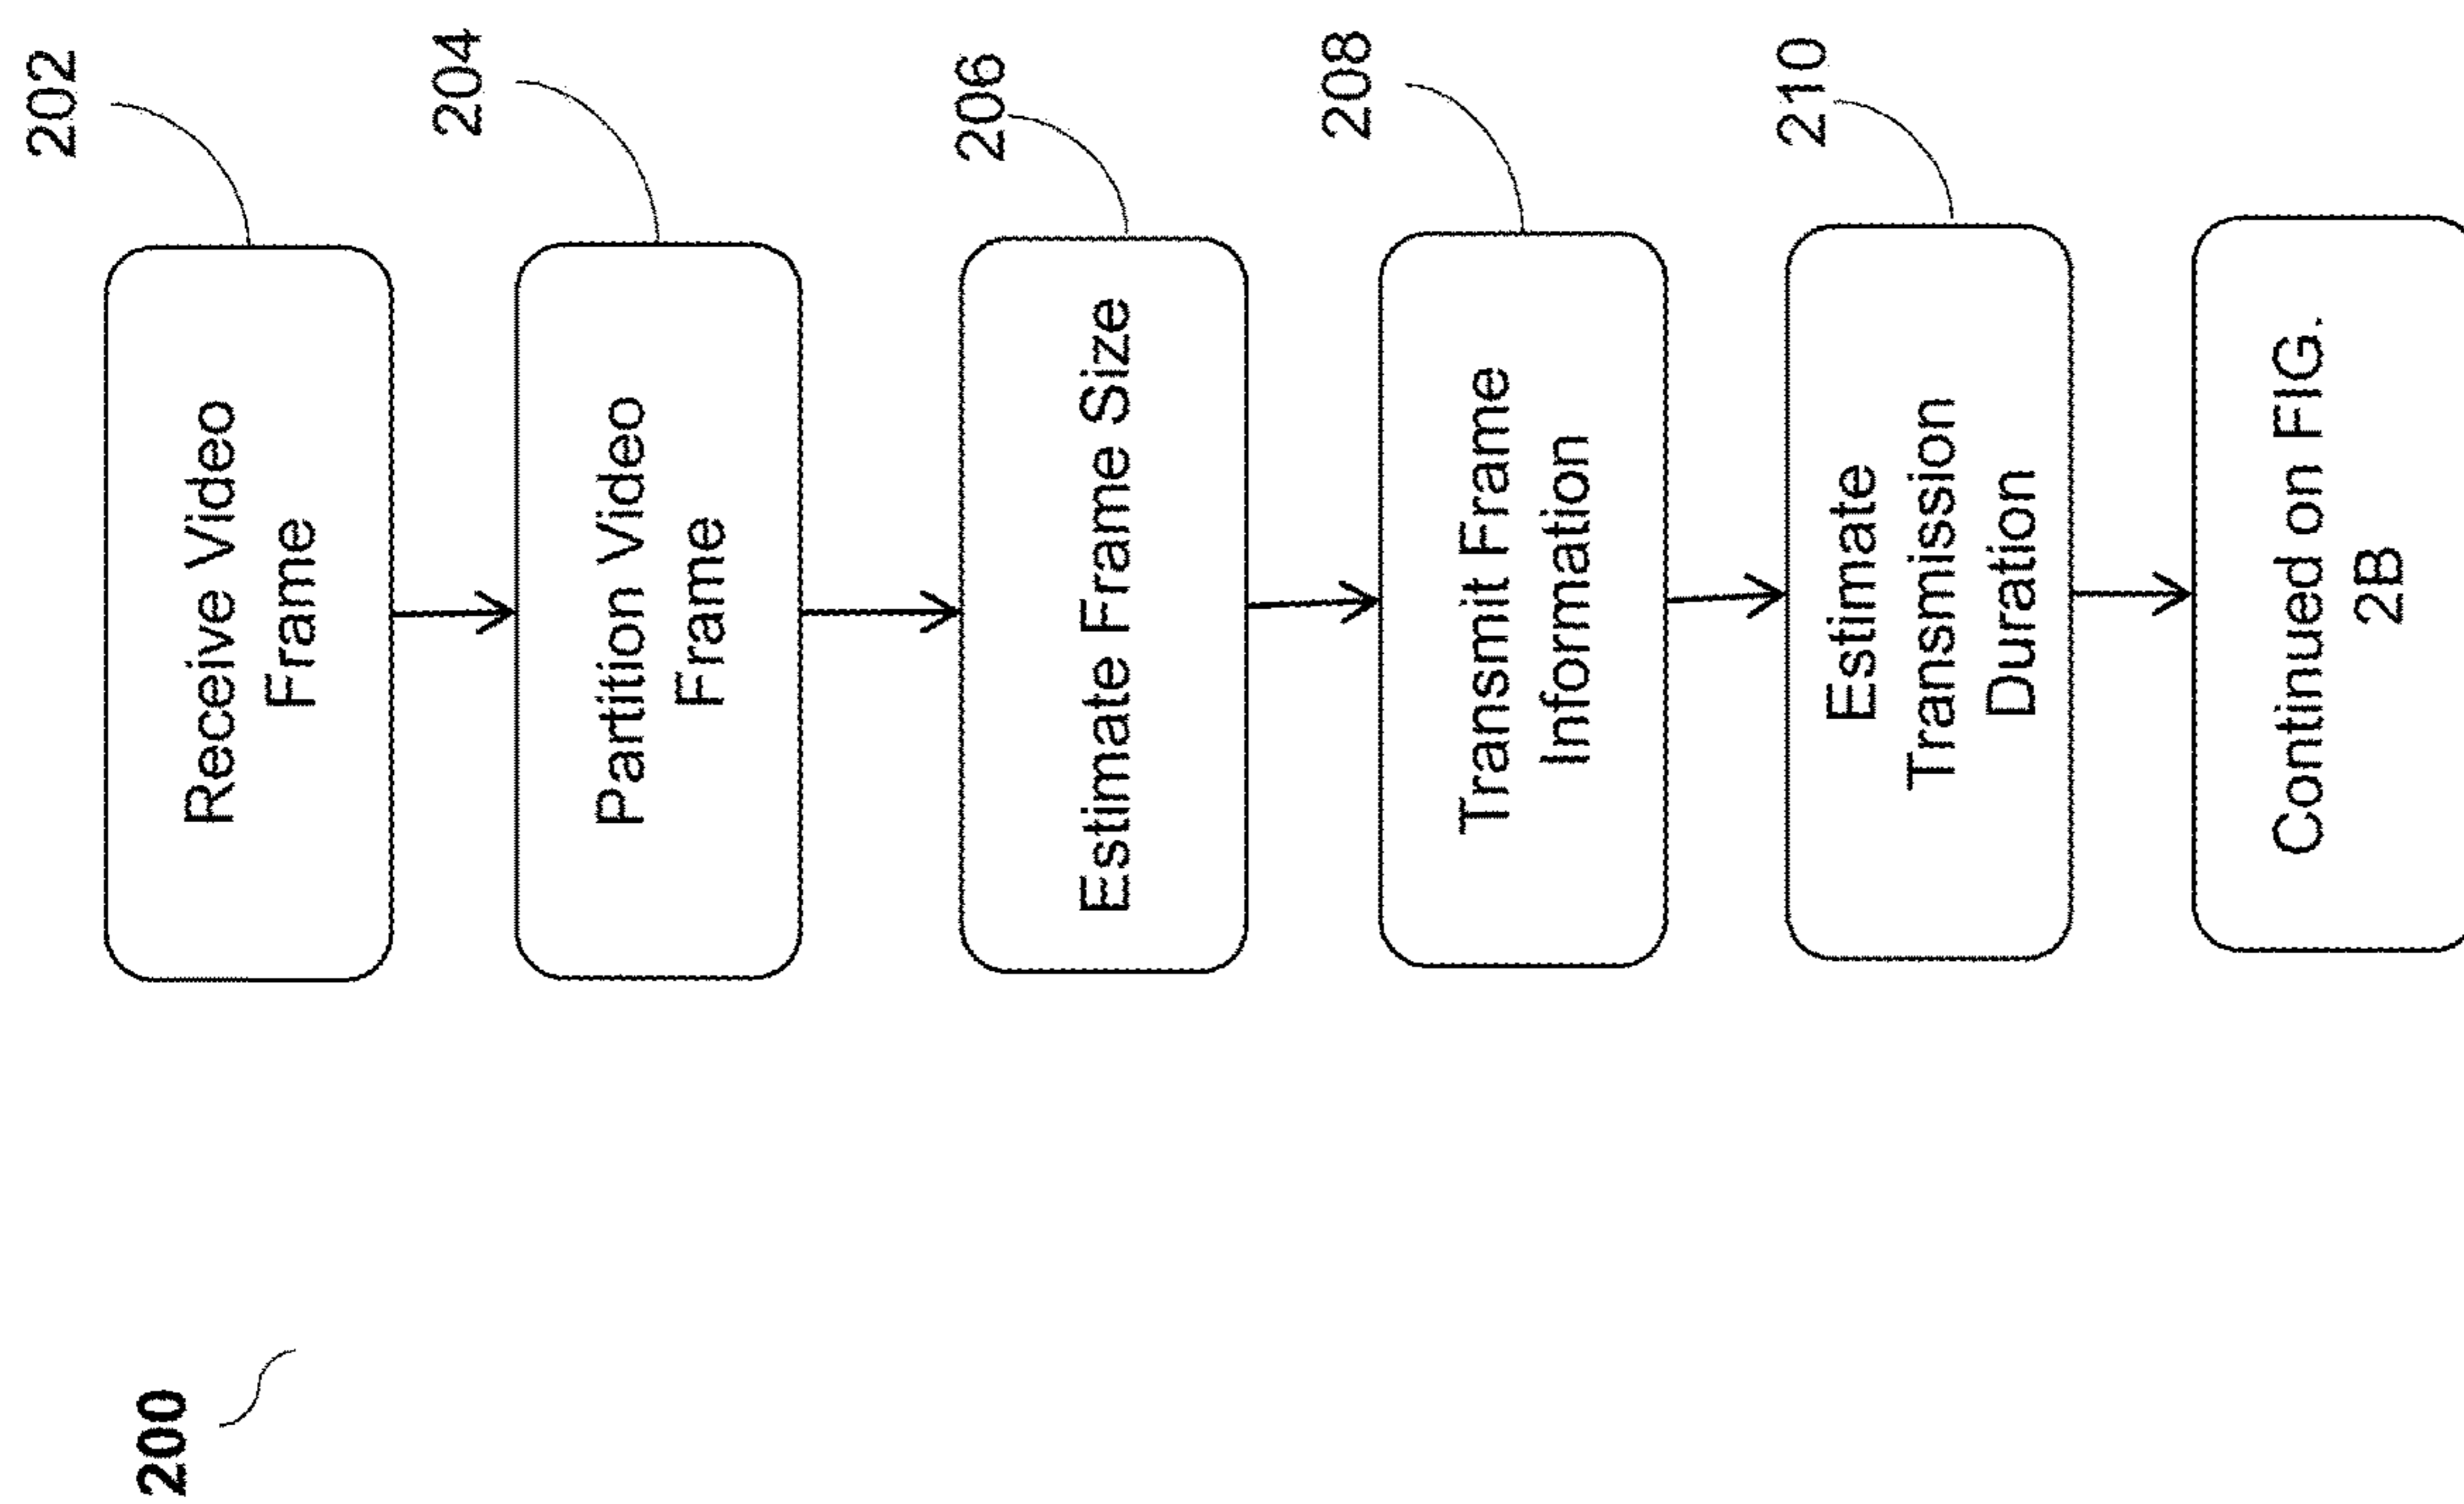 200
202
Receive Video
Frame
204
Partition Video
Frame
206
Estimate Frame Size
208
Transmit Frame
Information
210
Estimate
Transmission
Duration
Continued on FIG.
2B